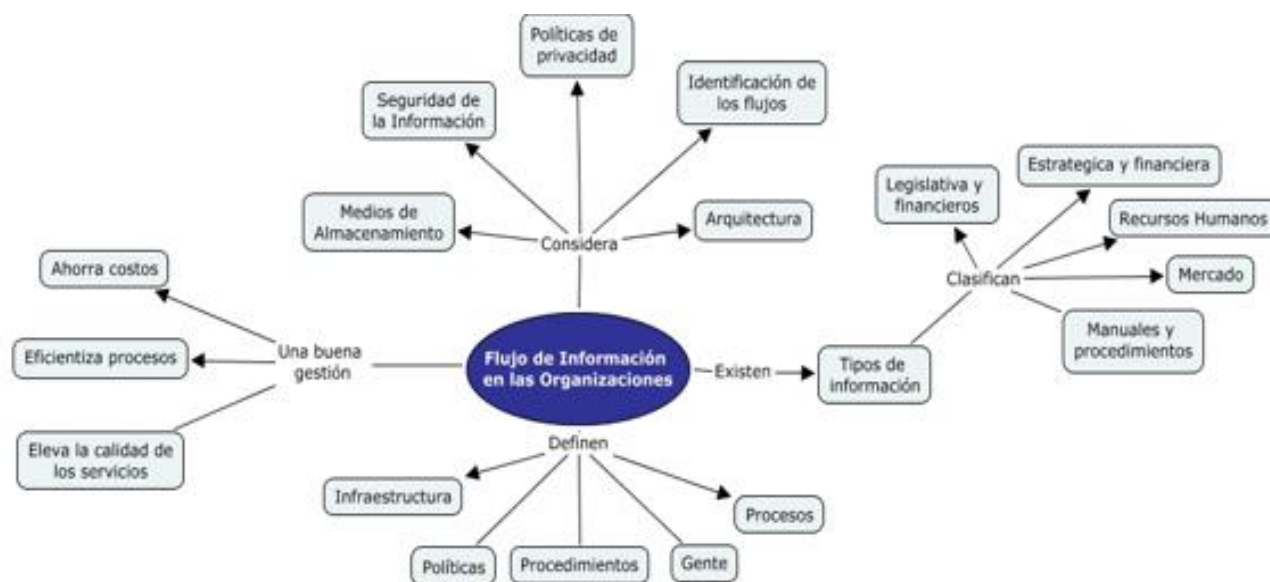 Políticas de
privacidad
Seguridad de
la Información
Identificación de
los flujos
Medios de
Almacenamiento
Considera
Arquitectura
Legislativa y
financieros
Estrategica y financiera
Recursos Humanos
Clasifican
Mercado
Manuales y
procedimientos
Ahorra costos
Eficientiza procesos
Una buena
gestión
Eleva la calidad de
los servicios
Flujo de Información
en las Organizaciones
Existen
Tipos de
información
Definen
Infraestructura
Políticas
Procedimientos
Gente
Procesos